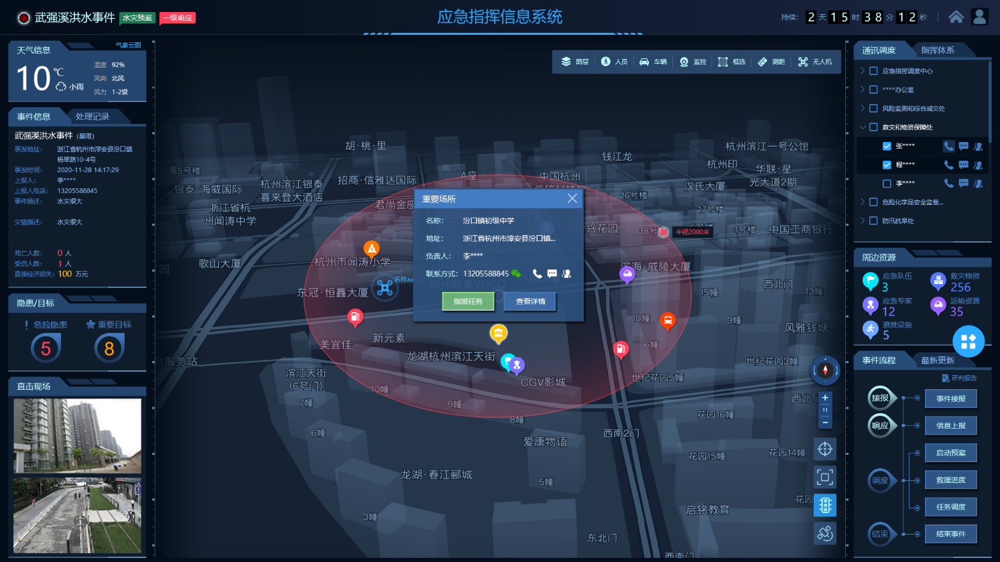 武强溪洪水事件
水灾预案
一级响应
应急指挥信息系统
持续: 2天15时38分12秒
天气信息
气象云图
10℃
小雨
湿度 92%
风向 北风
风力 1-2级
事件信息
处理记录
武强溪洪水事件 (暴雨)
事发地址: 浙江省杭州市淳安县汾口镇
杨翠路10-4号
事发时间: 2020-11-28 14:17:29
上报人: 李****
上报人电话: 13205588845
事件描述: 水灾很大
灾情描述: 水灾很大
死亡人数: 0 人
受伤人数: 1 人
直接经济损失: 100 万元
隐患/目标
危险隐患
5
重要目标
8
直击现场
图层
人员
车辆
监控
框选
测距
无人机
胡·桃·里
钱江龙
杭州滨江一号公馆
杭州印
华联·星
光大道2期
公寓5号楼
银泰·海威国际
杭州滨江银泰
喜来登大酒店
招商·信雅达国际
A座
中国杭州
汉氏大厦
浙江省杭
州闻涛中学
君尚金座
26号楼
17号楼
38号
1号楼
中国工商银行
半径2000米
歌山大厦
杭州市闻涛小学
滨海·威陵大厦
名称aa
东冠·恒鑫大厦
15幢
西北门
13幢
10幢
9幢
风雅钱塘
6幢
美宜佳
新元素
龙湖杭州滨江天街
合服务站
滨江天街
(6号门)
CGV影城
世纪花园5幢
世纪花园3幢
10幢
9幢
7幢
8幢
6幢
花园16幢
西南2门
爱康物语
花园15幢
花园14幢
龙湖·春江郦城
5幢
3幢
启铭教育
花园
东北门
西南门
重要场所
名称: 汾口镇初级中学
地址: 浙江省杭州市淳安县汾口镇...
负责人: 李****
联系方式: 13205588845
指派任务
查看详情
+
11
-
通讯调度
指挥体系
应急指挥调度中心
****办公室
风险监测和综合减灾处
救灾和物资保障处
张****
程****
李****
危险化学品安全监督...
防汛抗旱处
周边资源
应急队伍
3
救灾物资
256
应急专家
12
运输资源
35
避难设施
5
事件流程
最新更新
研判报告
接报
事件接报
响应
信息上报
启动预案
调度
救援进度
任务调度
结束
结束事件